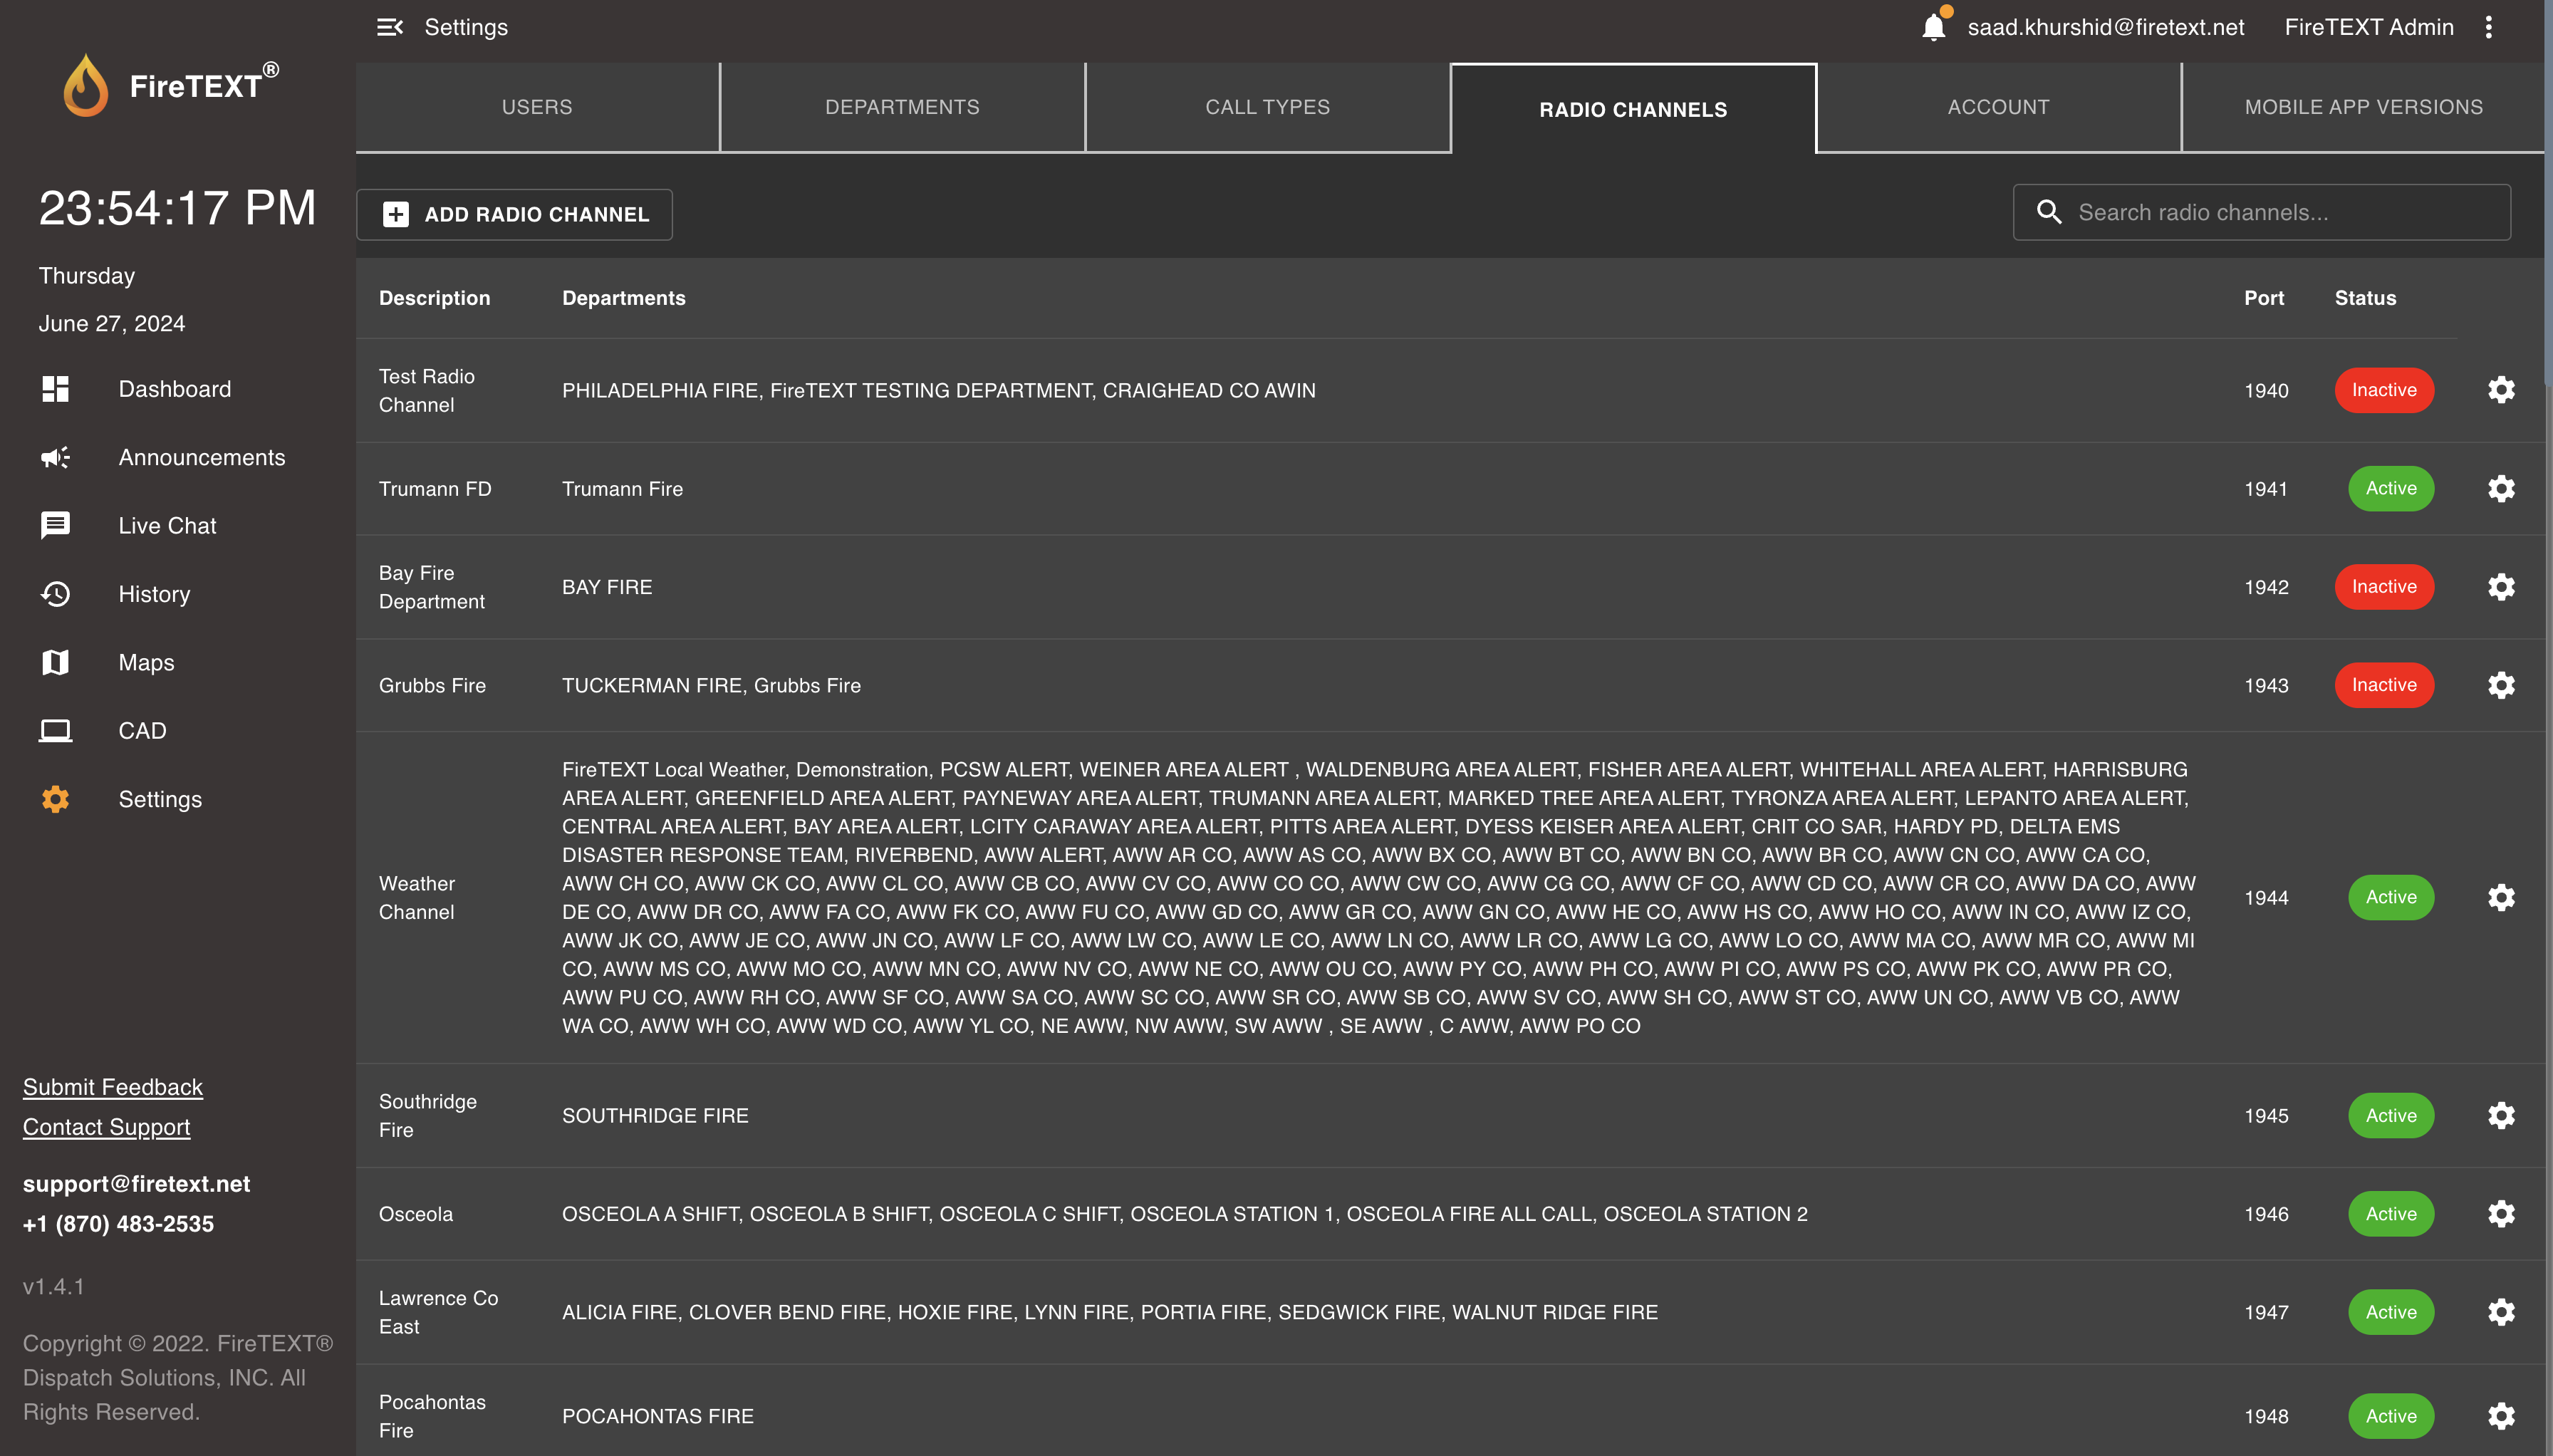 FireTEXT®
23:54:17 PM
Thursday
June 27, 2024
Dashboard
Announcements
Live Chat
History
Maps
CAD
Settings
Submit Feedback
Contact Support
support@firetext.net
+1 (870) 483-2535
v1.4.1
Copyright © 2022. FireTEXT®
Dispatch Solutions, INC. All
Rights Reserved.
Settings
saad.khurshid@firetext.net FireTEXT Admin
USERS DEPARTMENTS CALL TYPES RADIO CHANNELS ACCOUNT MOBILE APP VERSIONS
ADD RADIO CHANNEL
Search radio channels...
Description Departments Port Status
Test Radio
Channel
PHILADELPHIA FIRE, FireTEXT TESTING DEPARTMENT, CRAIGHEAD CO AWIN
1940
Inactive
Trumann FD
Trumann Fire
1941
Active
Bay Fire
Department
BAY FIRE
1942
Inactive
Grubbs Fire
TUCKERMAN FIRE, Grubbs Fire
1943
Inactive
Weather
Channel
FireTEXT Local Weather, Demonstration, PCSW ALERT, WEINER AREA ALERT , WALDENBURG AREA ALERT, FISHER AREA ALERT, WHITEHALL AREA ALERT, HARRISBURG
AREA ALERT, GREENFIELD AREA ALERT, PAYNEWAY AREA ALERT, TRUMANN AREA ALERT, MARKED TREE AREA ALERT, TYRONZA AREA ALERT, LEPANTO AREA ALERT,
CENTRAL AREA ALERT, BAY AREA ALERT, LCITY CARAWAY AREA ALERT, PITTS AREA ALERT, DYESS KEISER AREA ALERT, CRIT CO SAR, HARDY PD, DELTA EMS
DISASTER RESPONSE TEAM, RIVERBEND, AWW ALERT, AWW AR CO, AWW AS CO, AWW BX CO, AWW BT CO, AWW BN CO, AWW BR CO, AWW CN CO, AWW CA CO,
AWW CH CO, AWW CK CO, AWW CL CO, AWW CB CO, AWW CV CO, AWW CO CO, AWW CW CO, AWW CG CO, AWW CF CO, AWW CD CO, AWW CR CO, AWW DA CO, AWW
DE CO, AWW DR CO, AWW FA CO, AWW FK CO, AWW FU CO, AWW GD CO, AWW GR CO, AWW GN CO, AWW HE CO, AWW HS CO, AWW HO CO, AWW IN CO, AWW IZ CO,
AWW JK CO, AWW JE CO, AWW JN CO, AWW LF CO, AWW LW CO, AWW LE CO, AWW LN CO, AWW LR CO, AWW LG CO, AWW LO CO, AWW MA CO, AWW MR CO, AWW MI
CO, AWW MS CO, AWW MO CO, AWW MN CO, AWW NV CO, AWW NE CO, AWW OU CO, AWW PY CO, AWW PH CO, AWW PI CO, AWW PS CO, AWW PK CO, AWW PR CO,
AWW PU CO, AWW RH CO, AWW SF CO, AWW SA CO, AWW SC CO, AWW SR CO, AWW SB CO, AWW SV CO, AWW SH CO, AWW ST CO, AWW UN CO, AWW VB CO, AWW
WA CO, AWW WH CO, AWW WD CO, AWW YL CO, NE AWW, NW AWW, SW AWW , SE AWW , C AWW, AWW PO CO
1944
Active
Southridge
Fire
SOUTHRIDGE FIRE
1945
Active
Osceola
OSCEOLA A SHIFT, OSCEOLA B SHIFT, OSCEOLA C SHIFT, OSCEOLA STATION 1, OSCEOLA FIRE ALL CALL, OSCEOLA STATION 2
1946
Active
Lawrence Co
East
ALICIA FIRE, CLOVER BEND FIRE, HOXIE FIRE, LYNN FIRE, PORTIA FIRE, SEDGWICK FIRE, WALNUT RIDGE FIRE
1947
Active
Pocahontas
Fire
POCAHONTAS FIRE
1948
Active